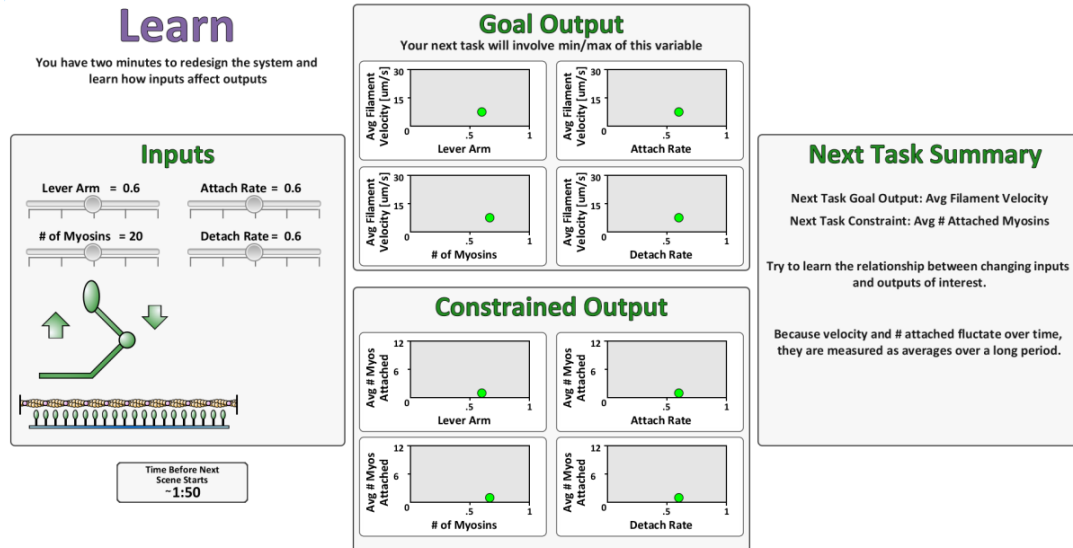 Learn
You have two minutes to redesign the system and
learn how inputs affect outputs
Inputs
Lever Arm = 0.6
Attach Rate = 0.6
# of Myosins = 20
Detach Rate = 0.6
Time Before Next
Scene Starts
~1:50
Goal Output
Your next task will involve min/max of this variable
Avg Filament
Velocity [um/s]
30
15
0
.5
1
Lever Arm
Avg Filament
Velocity [um/s]
30
15
0
.5
1
Attach Rate
Avg Filament
Velocity [um/s]
30
15
0
.5
1
# of Myosins
Avg Filament
Velocity [um/s]
30
15
0
.5
1
Detach Rate
Constrained Output
Avg # Myos
Attached
12
6
0
.5
1
Lever Arm
Avg # Myos
Attached
12
6
0
.5
1
Attach Rate
Avg # Myos
Attached
12
6
0
.5
1
# of Myosins
Avg # Myos
Attached
12
6
0
.5
1
Detach Rate
Next Task Summary
Next Task Goal Output: Avg Filament Velocity
Next Task Constraint: Avg # Attached Myosins
Try to learn the relationship between changing inputs
and outputs of interest.
Because velocity and # attached fluctate over time,
they are measured as averages over a long period.